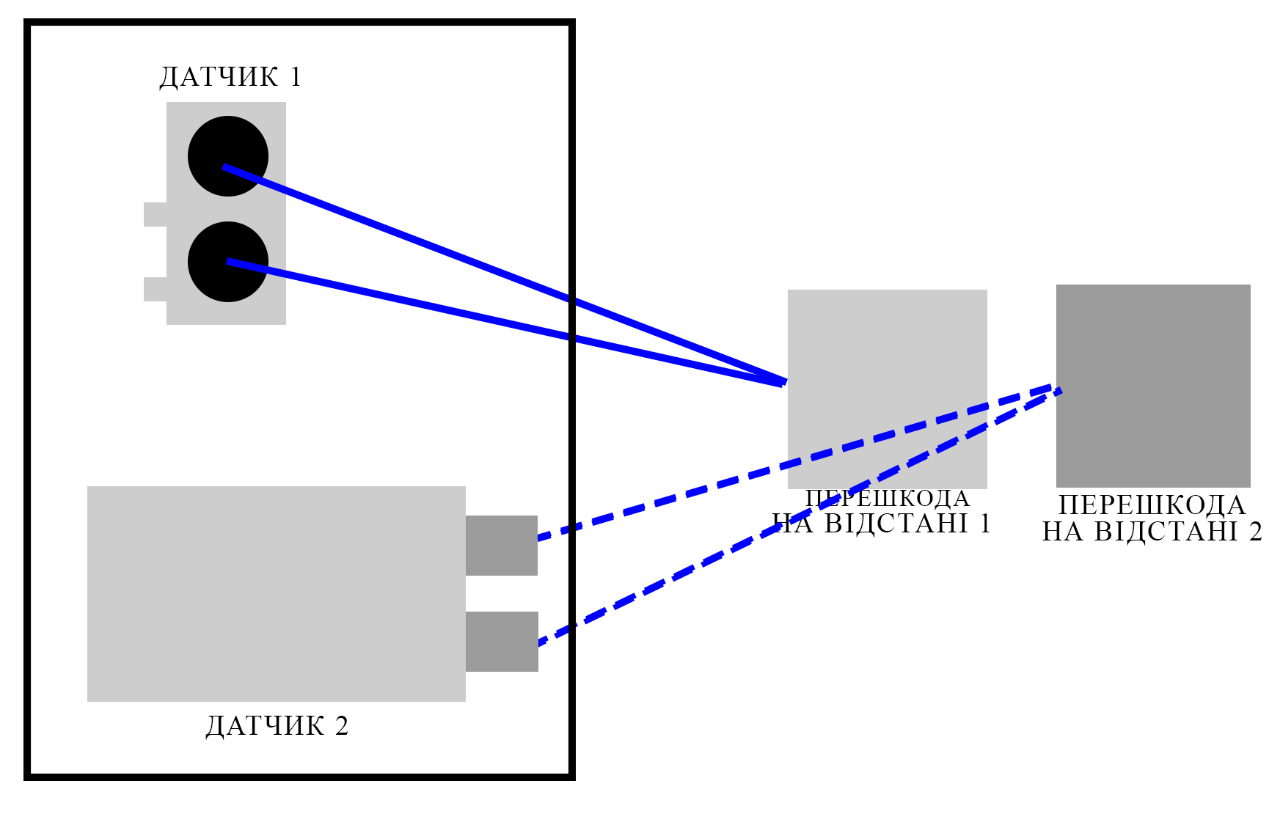 ДАТЧИК 1
ПЕРЕШКОДА
НА ВІДСТАНІ 1
ПЕРЕШКОДА
НА ВІДСТАНІ 2
ДАТЧИК 2